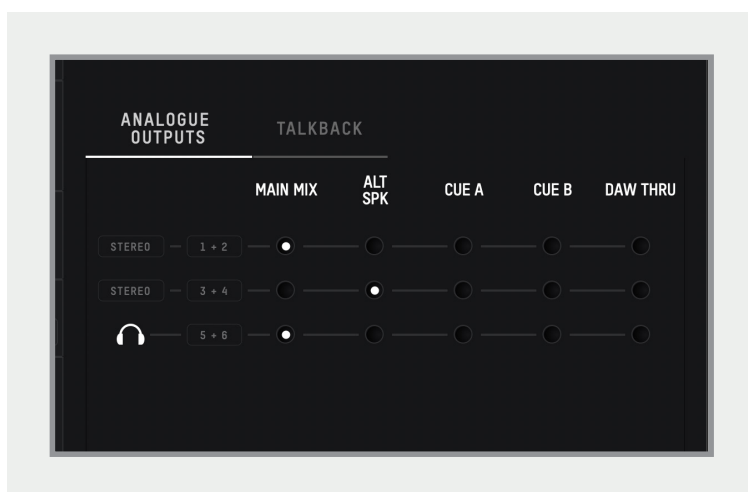 ANALOGUE
OUTPUTS
TALKBACK
MAIN MIX
ALT
SPK
CUE A
CUE B
DAW THRU
STEREO 1 + 2
STEREO 3 + 4
5 + 6